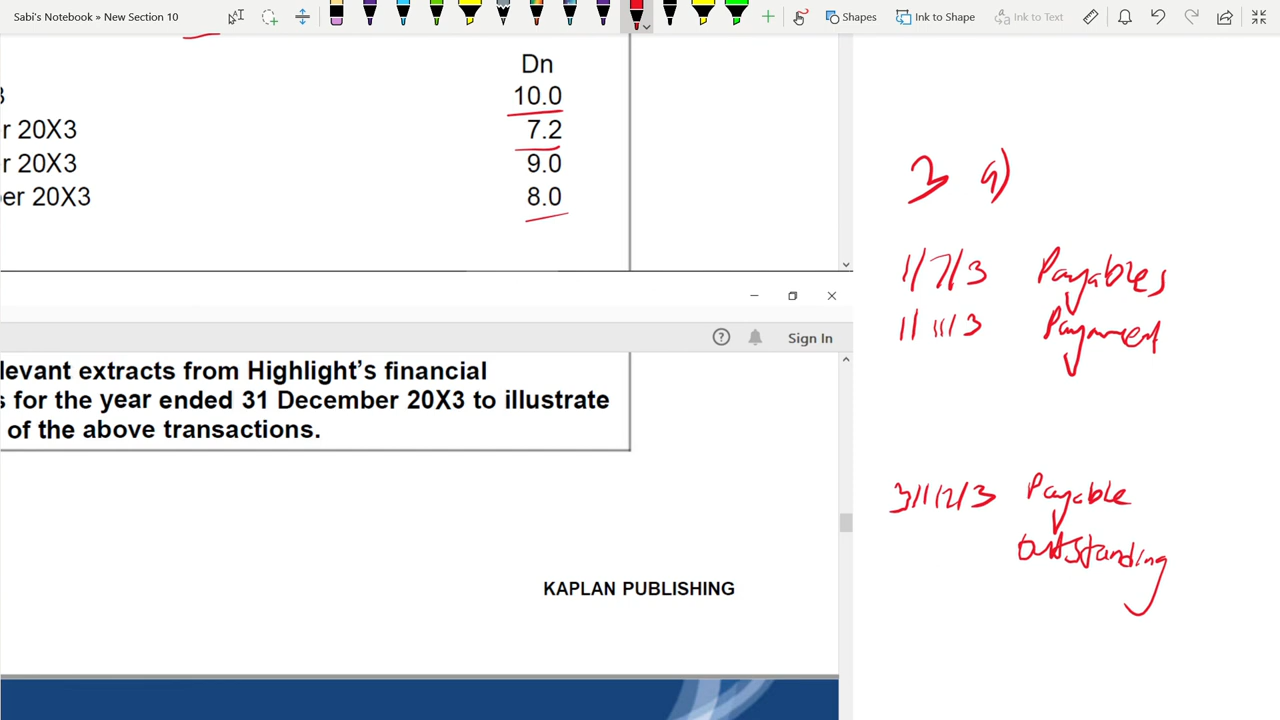 Sabi's Notebook » New Section 10
Shapes
Ink to Shape
Ink to Text
Dn
3
10.0
r 20X3
7.2
r 20X3
9.0
er 20X3
8.0
Sign In
levant extracts from Highlight's financial
s for the year ended 31 December 20X3 to illustrate
of the above transactions.
KAPLAN PUBLISHING
3 a)
1/7/3 Payables
1/11/3 Payment
31/12/3 Payable
outstanding